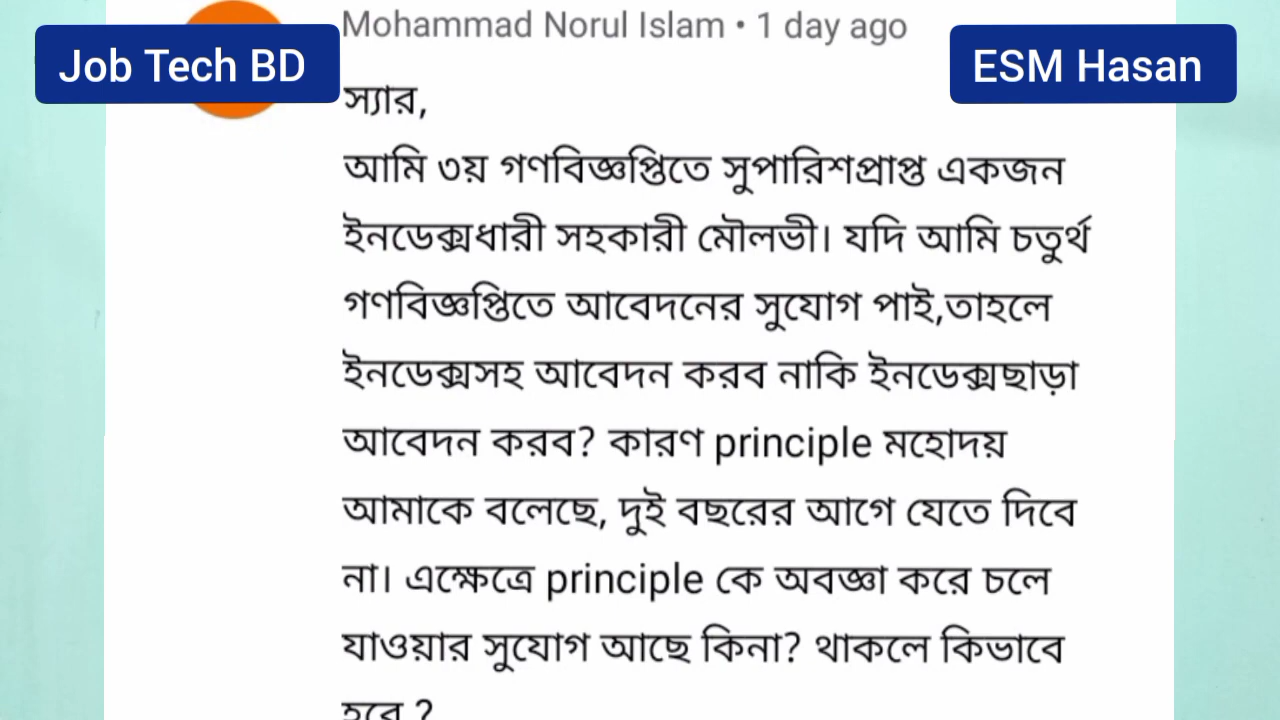 Job Tech BD
Mohammad Norul Islam • 1 day ago
ESM Hasan
স্যার,
আমি ৩য় গণবিজ্ঞপ্তিতে সুপারিশপ্রাপ্ত একজন
ইনডেক্সধারী সহকারী মৌলভী। যদি আমি চতুর্থ
গণবিজ্ঞপ্তিতে আবেদনের সুযোগ পাই,তাহলে
ইনডেক্সসহ আবেদন করব নাকি ইনডেক্সছাড়া
আবেদন করব? কারণ principle মহোদয়
আমাকে বলেছে, দুই বছরের আগে যেতে দিবে
না। এক্ষেত্রে principle কে অবজ্ঞা করে চলে
যাওয়ার সুযোগ আছে কিনা? থাকলে কিভাবে
হবে ?